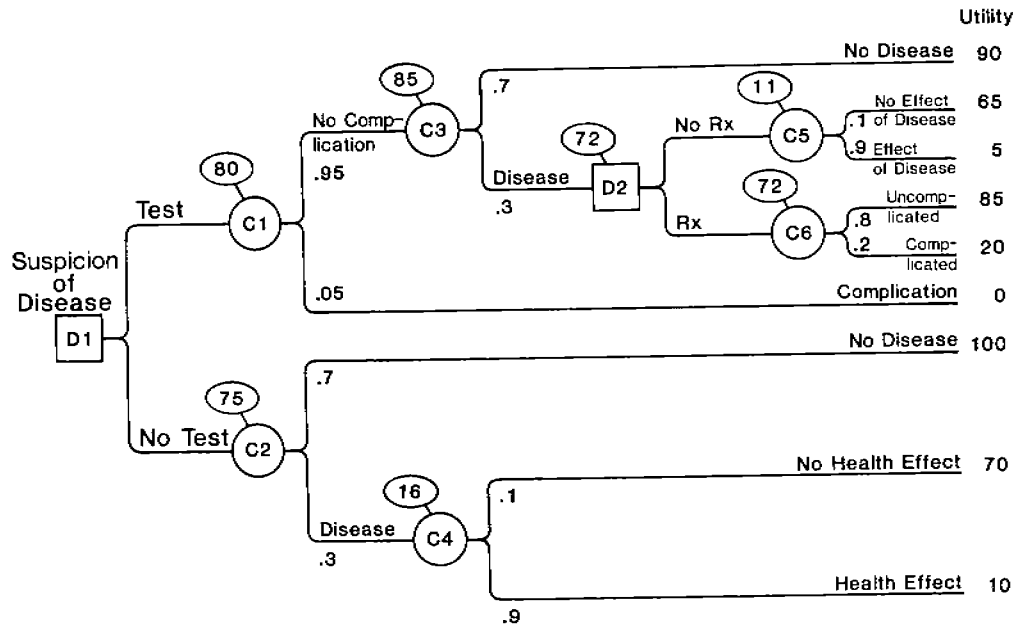 Utility
No Disease 90
85
.7
11
No Comp-
lication
C3
No Effect
of Disease 65
.1
No Rx
C5
72
.9 Effect
of Disease 5
80
.95
Disease
D2
72
.3
Test
C1
Uncomp-
licated 85
.8
Rx
C6
.2
Comp-
licated 20
Suspicion
of
Disease
.05
Complication 0
D1
No Disease 100
.7
75
No Test
C2
No Health Effect 70
16
.1
Disease
C4
.3
Health Effect 10
.9